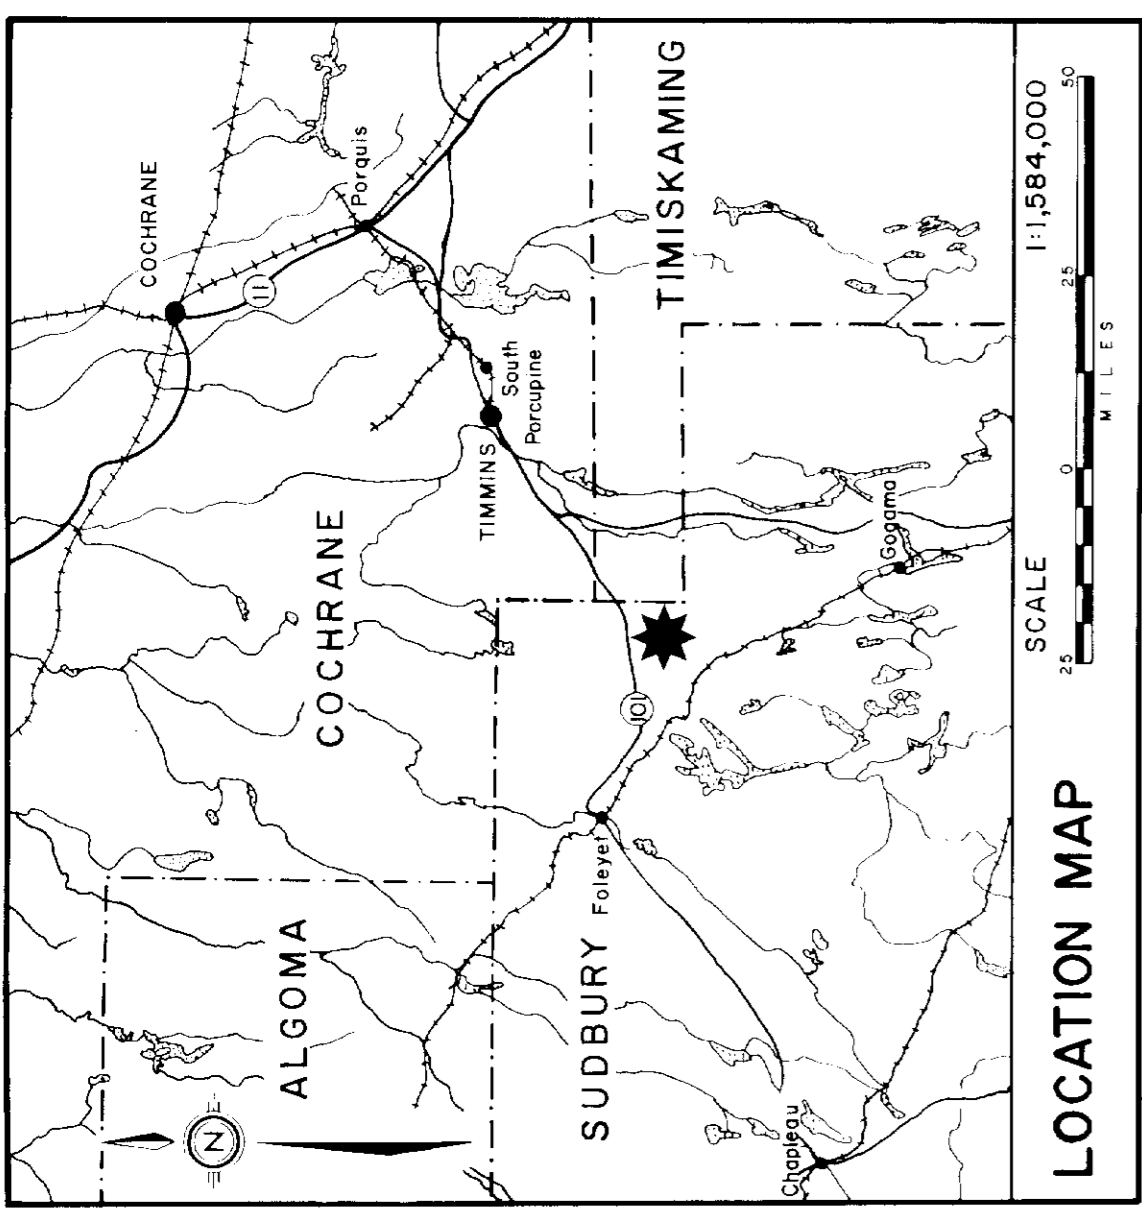 COCHRANE
11
Porquis
ALGOMA
COCHRANE
TIMMINS
South
Porcupine
N
SUDBURY
Foleyet
101
TIMISKAMING
Chapleau
Gogama
LOCATION MAP
SCALE
1:1,584,000
25
0
25
50
MILES